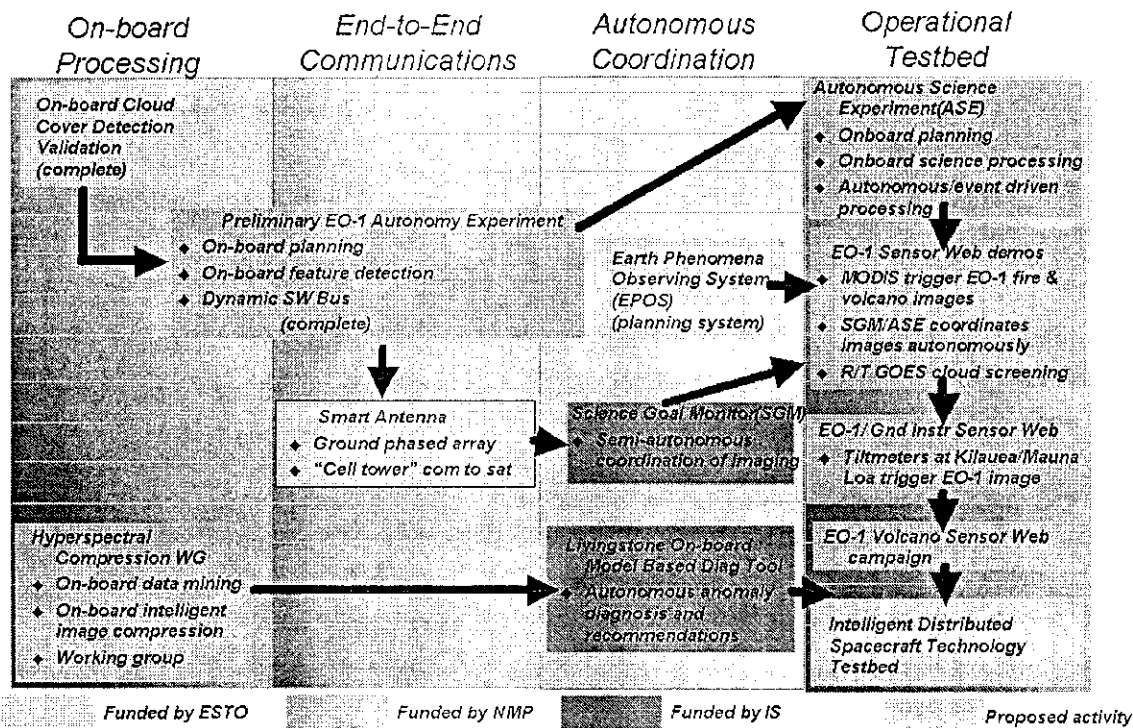 On-board
Processing
End-to-End
Communications
Autonomous
Coordination
Operational
Testbed
On-board Cloud
Cover Detection
Validation
(complete)
Preliminary EO-1 Autonomy Experiment
◆ On-board planning
◆ On-board feature detection
◆ Dynamic SW Bus
(complete)
Smart Antenna
◆ Ground phased array
◆ "Cell tower" com to sat
Hyperspectral
Compression WG
◆ On-board data mining
◆ On-board intelligent
image compression
◆ Working group
Earth Phenomena
Observing System
(EPOS)
(planning system)
Science Goal Monitor(SGM)
◆ Semi-autonomous
coordination of imaging
Livingstone On-board
Model Based Diag Tool
◆ Autonomous anomaly
diagnosis and
recommendations
Autonomous Science
Experiment(ASE)
◆ Onboard planning
◆ Onboard science processing
◆ Autonomous/event driven
processing
EO-1 Sensor Web demos
◆ MODIS trigger EO-1 fire &
volcano images
◆ SGM/ASE coordinates
images autonomously
◆ R/T GOES cloud screening
EO-1/ Gnd Instr Sensor Web
◆ Tiltmeters at Kilauea/Mauna
Loa trigger EO-1 image
EO-1 Volcano Sensor Web
campaign
Intelligent Distributed
Spacecraft Technology
Testbed
Funded by ESTO
Funded by NMP
Funded by IS
Proposed activity